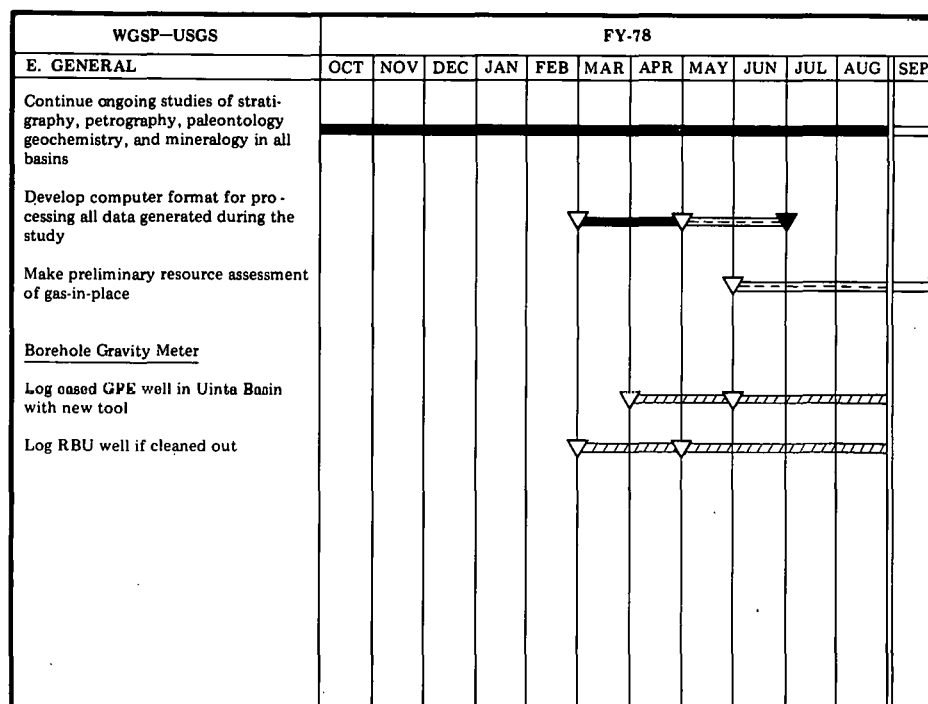 WGSP—USGS
FY-78
E. GENERAL
OCT NOV DEC JAN FEB MAR APR MAY JUN JUL AUG SEP
Continue ongoing studies of strati-
graphy, petrography, paleontology
geochemistry, and mineralogy in all
basins
Develop computer format for pro-
cessing all data generated during the
study
Make preliminary resource assessment
of gas-in-place
Borehole Gravity Meter
Log cased GPE well in Uinta Basin
with new tool
Log RBU well if cleaned out